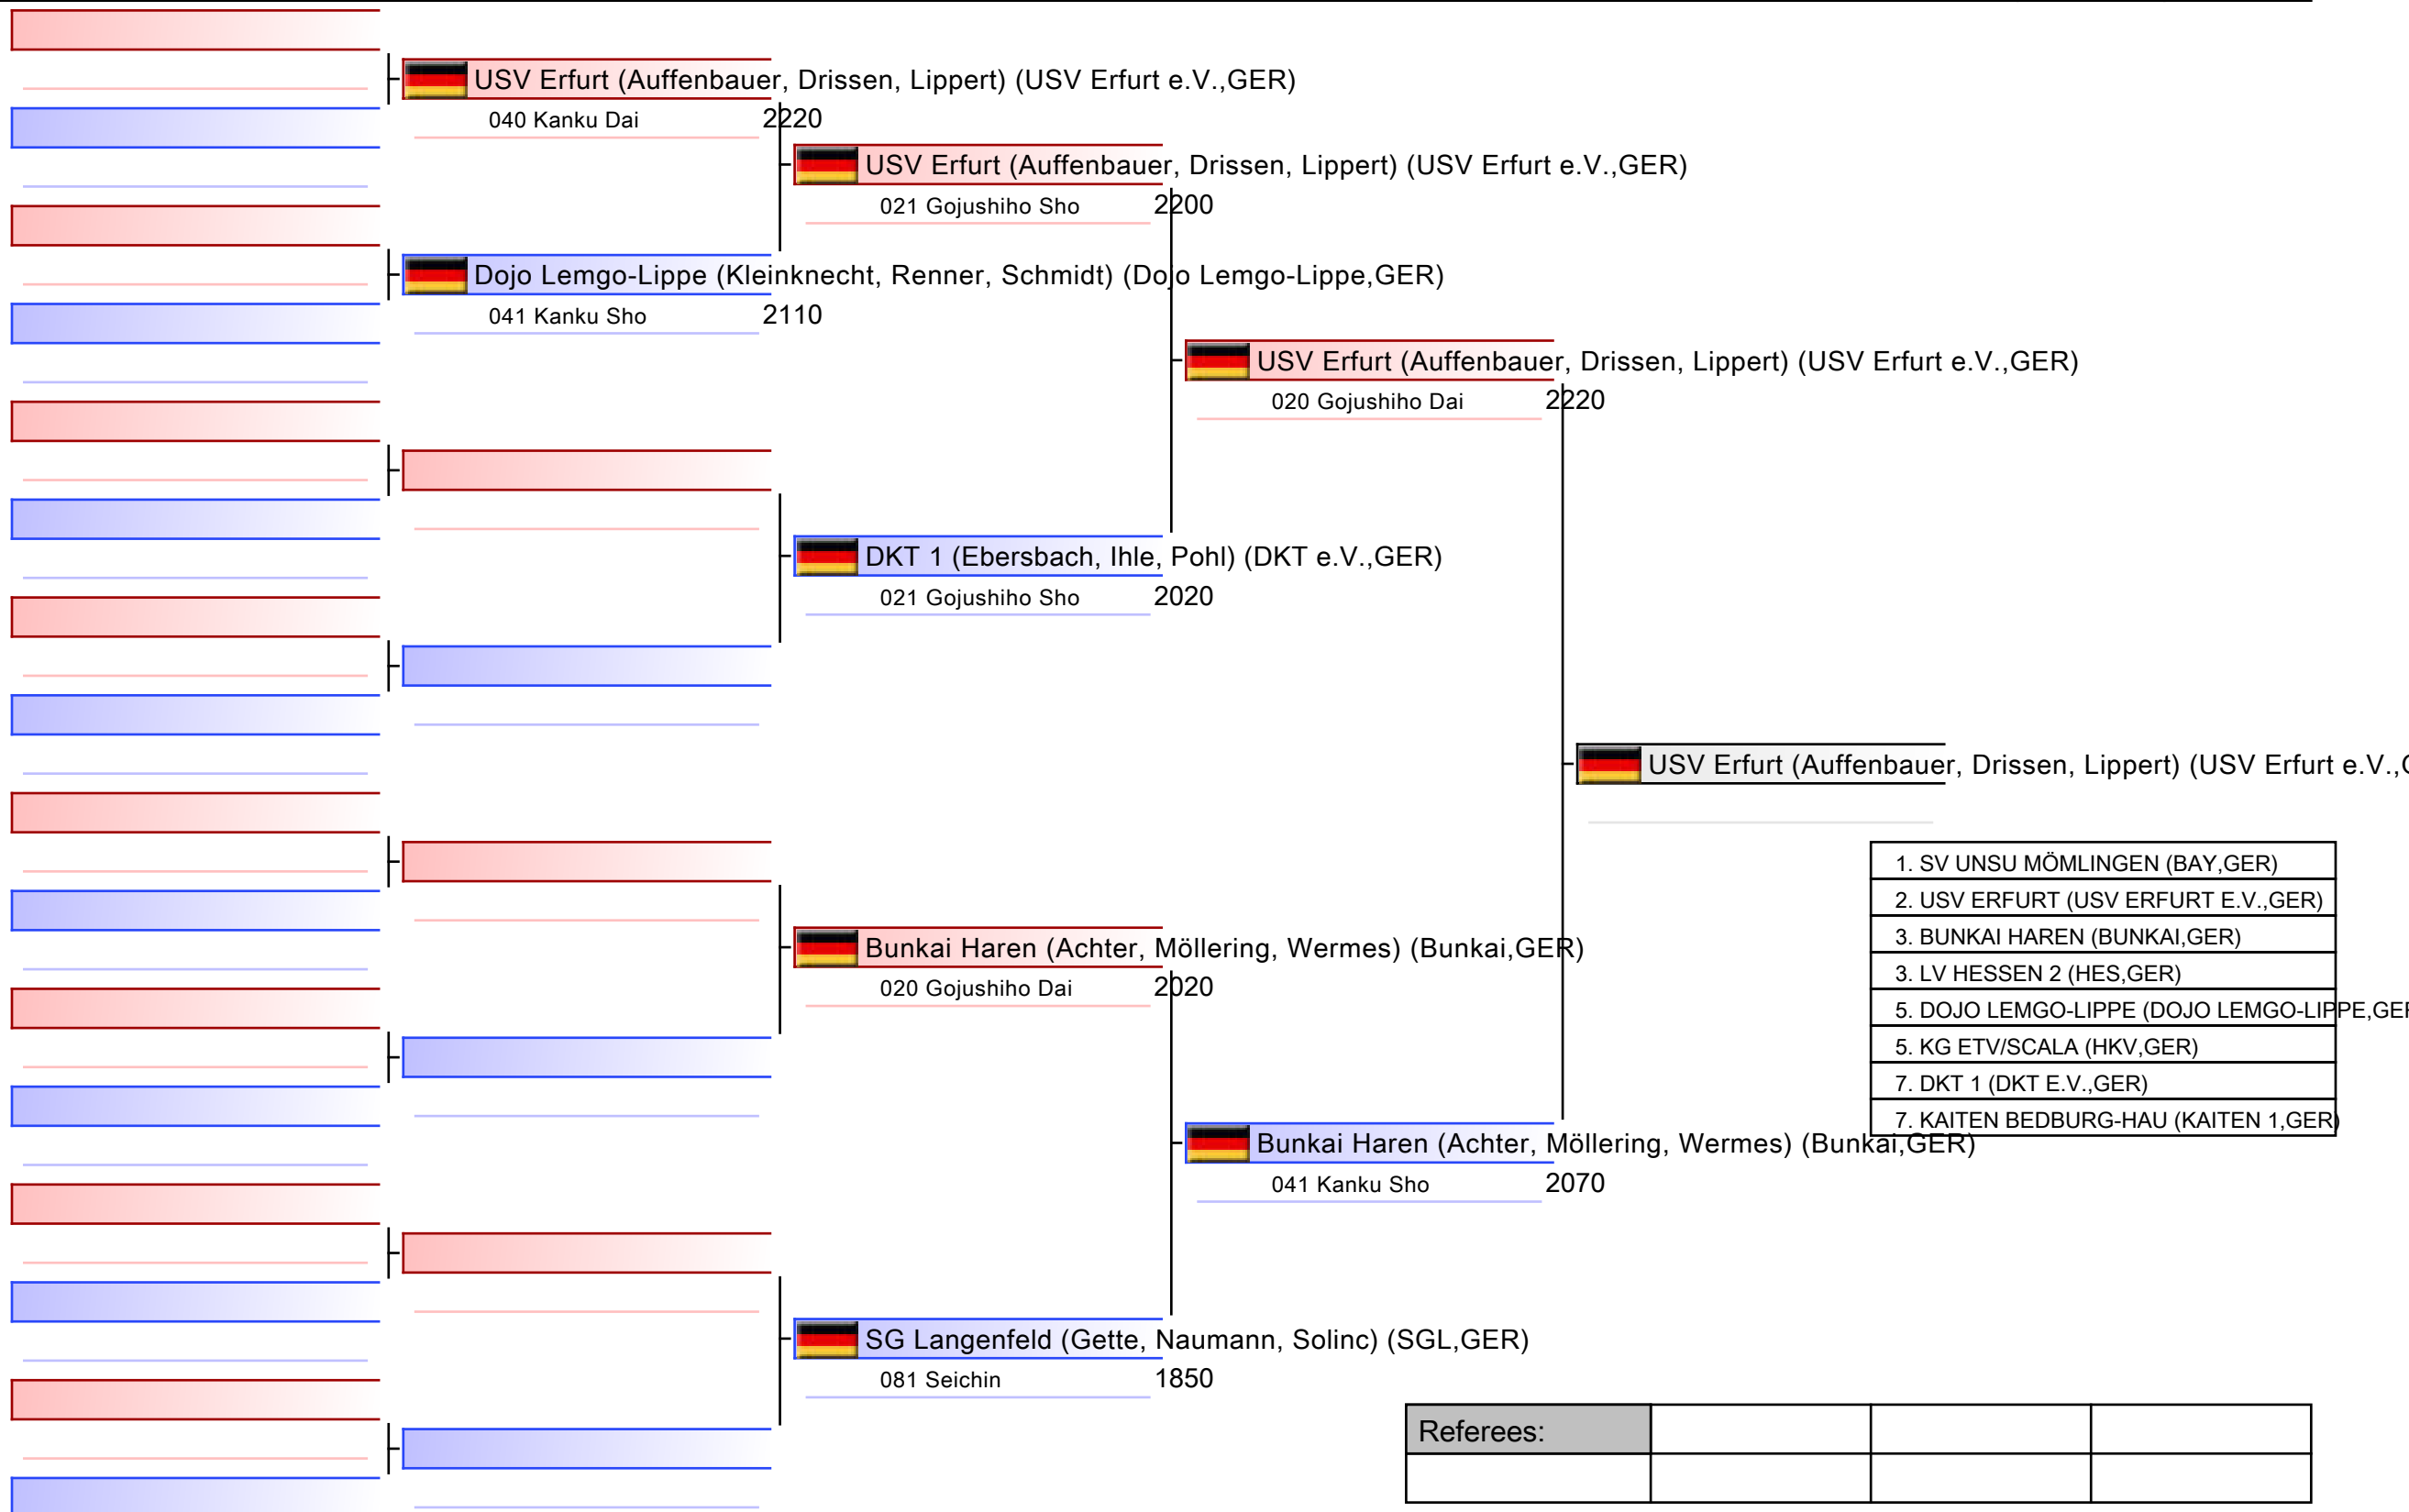 USV Erfurt (Auffenbauer, Drissen, Lippert) (USV Erfurt e.V.,GER)
040 Kanku Dai 2220
USV Erfurt (Auffenbauer, Drissen, Lippert) (USV Erfurt e.V.,GER)
021 Gojushiho Sho 2200
Dojo Lemgo-Lippe (Kleinknecht, Renner, Schmidt) (Dojo Lemgo-Lippe,GER)
041 Kanku Sho 2110
USV Erfurt (Auffenbauer, Drissen, Lippert) (USV Erfurt e.V.,GER)
020 Gojushiho Dai 2220
DKT 1 (Ebersbach, Ihle, Pohl) (DKT e.V.,GER)
021 Gojushiho Sho 2020
USV Erfurt (Auffenbauer, Drissen, Lippert) (USV Erfurt e.V.,
1. SV UNSU MÖMLINGEN (BAY,GER)
2. USV ERFURT (USV ERFURT E.V.,GER)
3. BUNKAI HAREN (BUNKAI,GER)
3. LV HESSEN 2 (HES,GER)
5. DOJO LEMGO-LIPPE (DOJO LEMGO-LIPPE,GER
5. KG ETV/SCALA (HKV,GER)
7. DKT 1 (DKT E.V.,GER)
7. KAITEN BEDBURG-HAU (KAITEN 1,GER)
Bunkai Haren (Achter, Möllering, Wermes) (Bunkai,GER)
020 Gojushiho Dai 2020
Bunkai Haren (Achter, Möllering, Wermes) (Bunkai,GER)
041 Kanku Sho 2070
SG Langenfeld (Gette, Naumann, Solinc) (SGL,GER)
081 Seichin 1850
Referees: